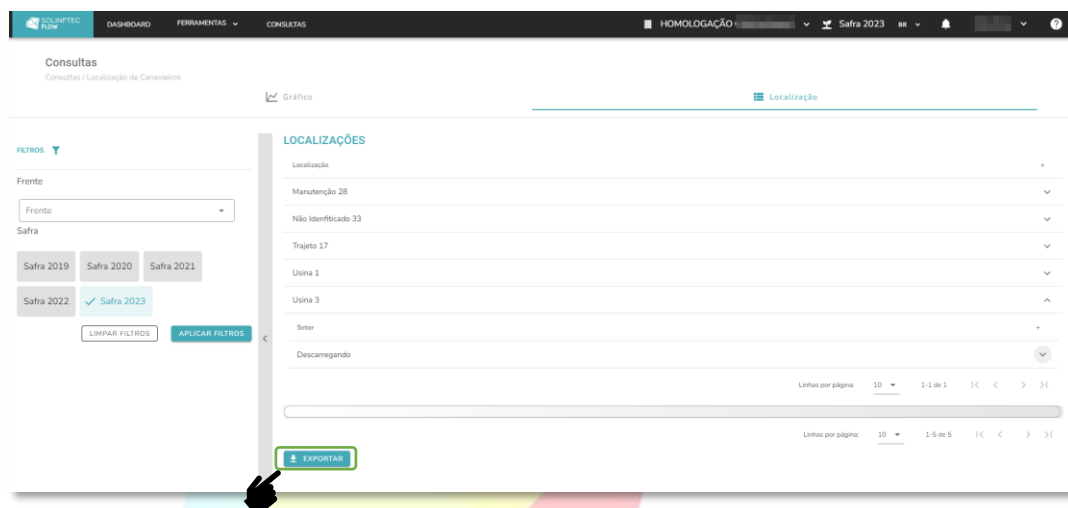 SOLINFTEC FLOW DASHBOARD FERRAMENTAS CONSULTAS HOMOLOGAÇÃO Safra 2023 BR ?
Consultas
Consultas / Localização de Canavieiros
Gráfico Localização
FILTROS
Frente
Frente
Safra
Safra 2019 Safra 2020 Safra 2021
Safra 2022 Safra 2023
LIMPAR FILTROS APLICAR FILTROS
LOCALIZAÇÕES
Localização
Manutenção 28
Não Idenfiticado 33
Trajeto 17
Usina 1
Usina 3
Setor
Descarregando
Linhas por página: 10 1-1 de 1
Linhas por página: 10 1-5 de 5
EXPORTAR